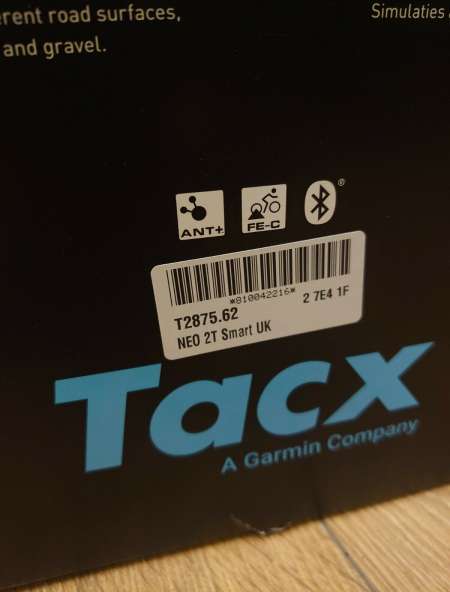 erent road surfaces,
and gravel.
Simulaties
ANT+
FE-C
®
*810042216*
2 7E4 1F
T2875.62
NEO 2T Smart UK
Tacx
A Garmin Company